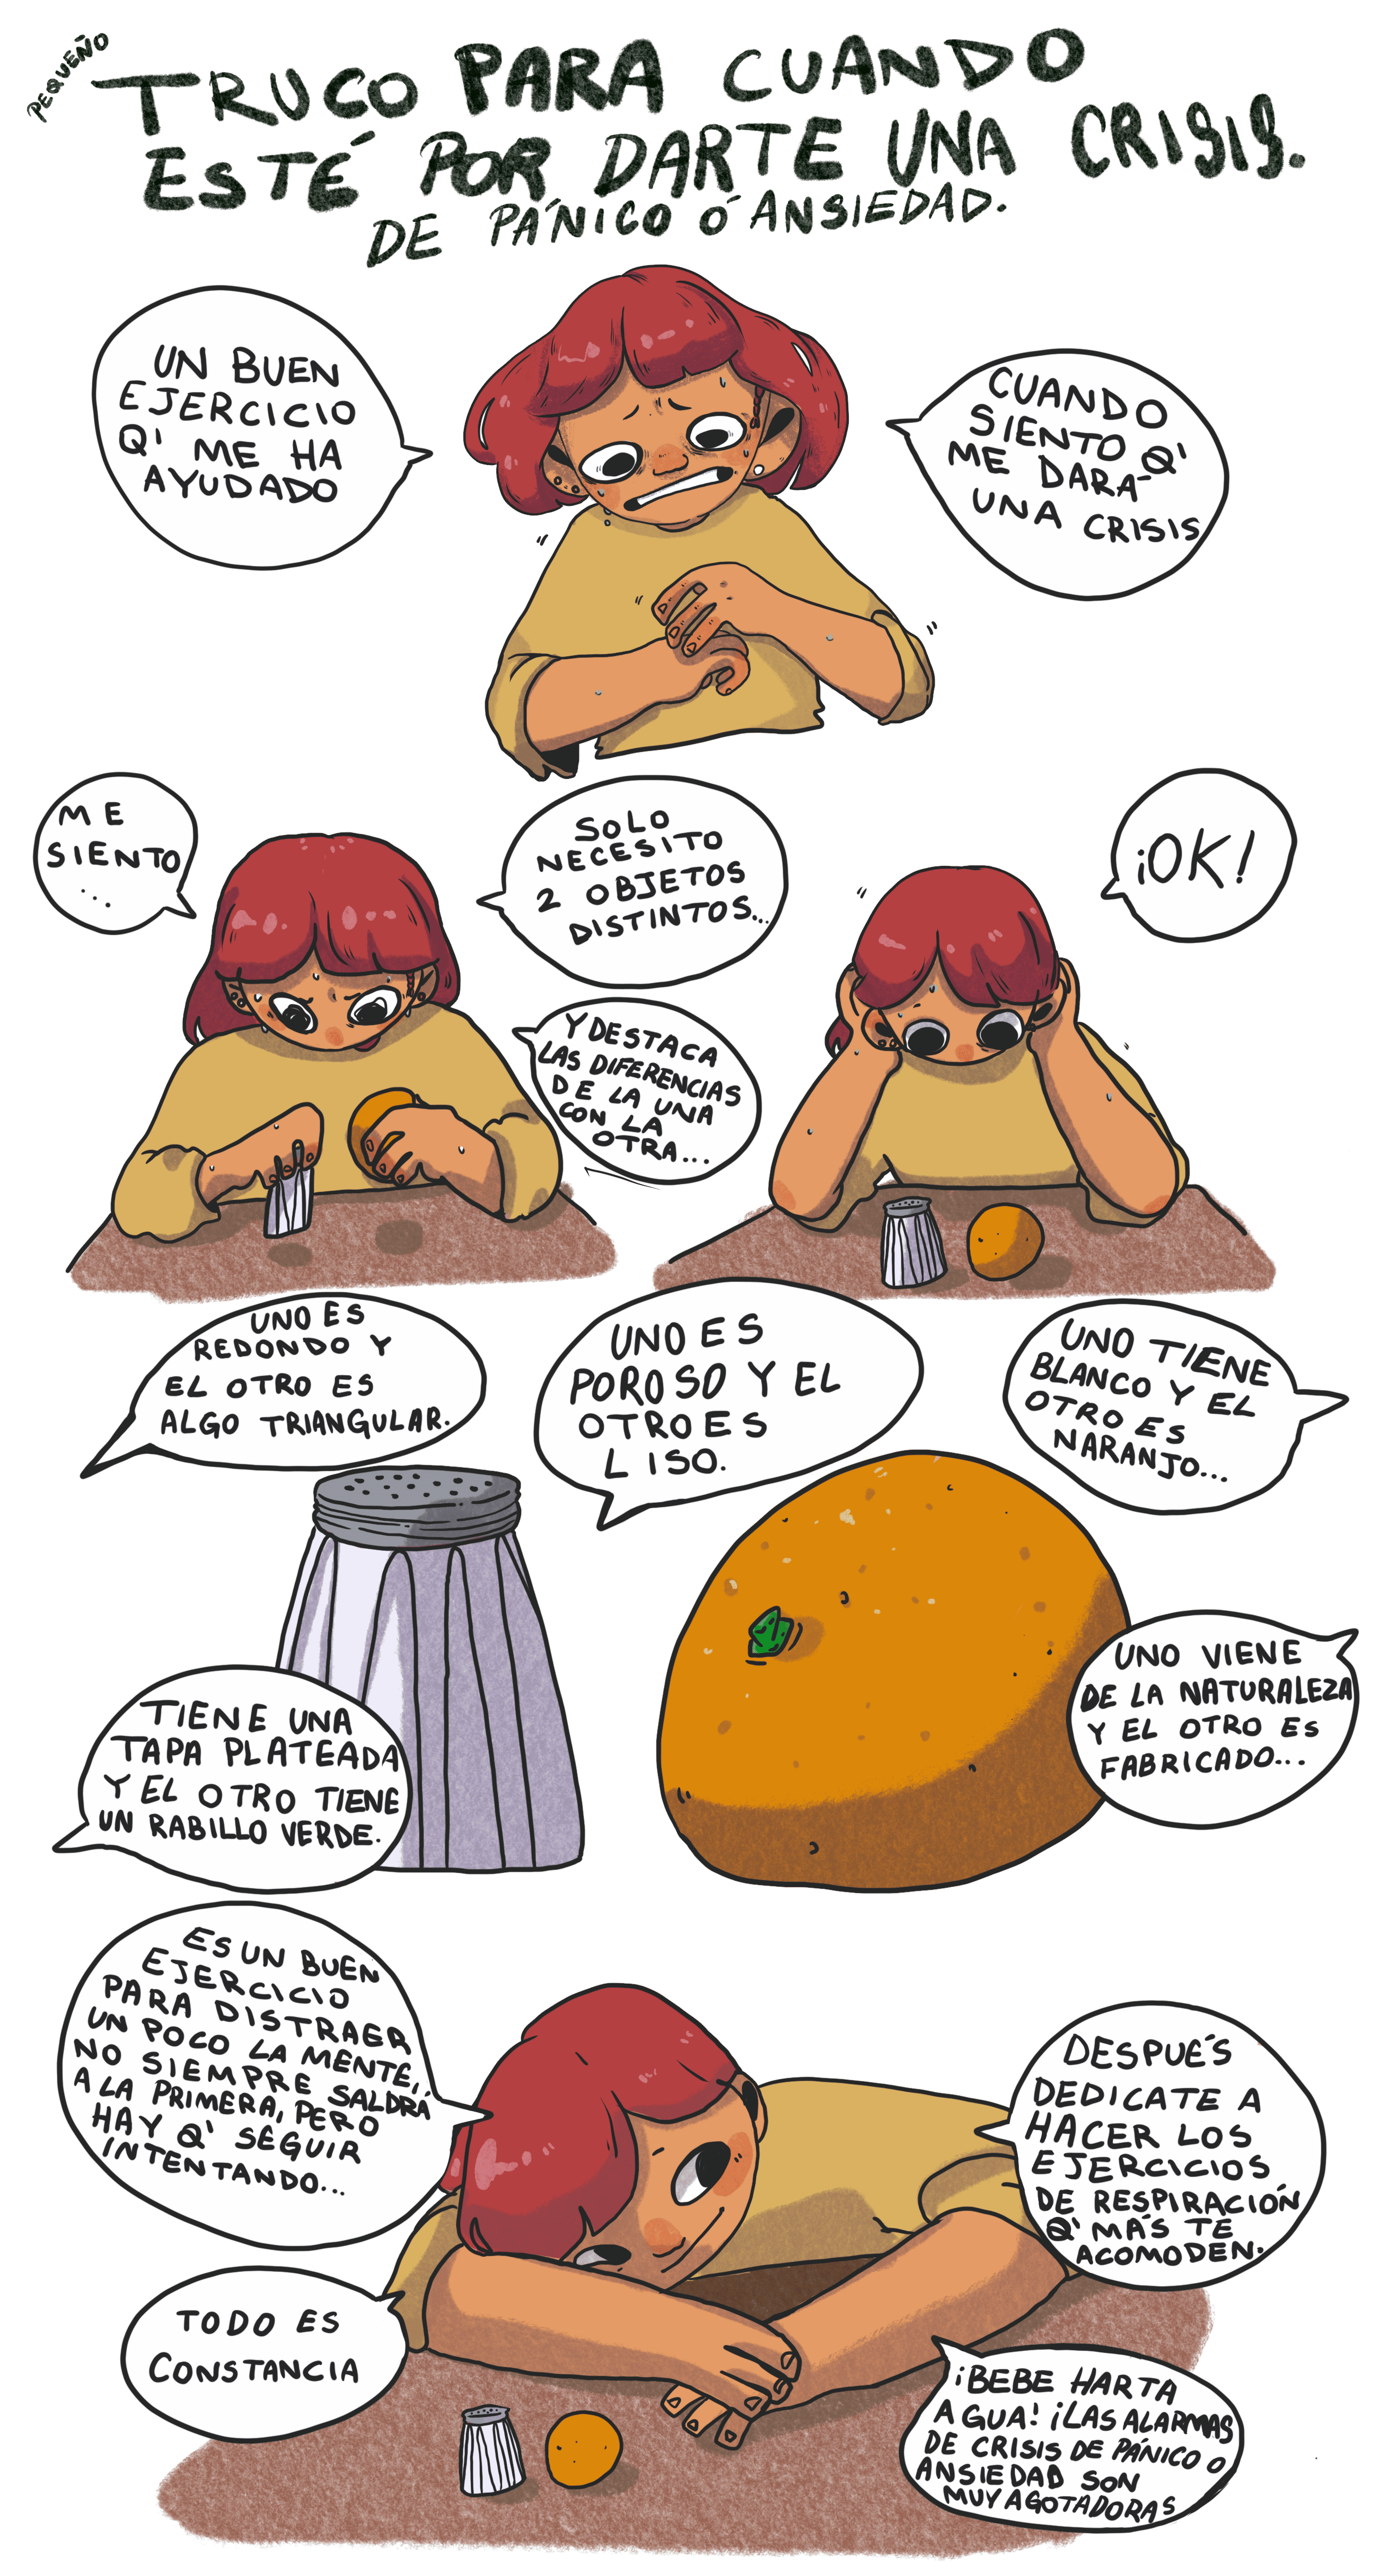 PEQUEÑO
TRUCO PARA CUANDO
ESTÉ POR DARTE UNA CRISIS.
DE PÁNICO Ó ANSIEDAD.
UN BUEN
EJERCICIO
Q' ME HA
AYUDADO
CUANDO
SIENTO Q'
ME DARÁ
UNA CRISIS
ME
SIENTO
...
SOLO
NECESITO
2 OBJETOS
DISTINTOS...
Y DESTACA
LAS DIFERENCIAS
DE LA UNA
CON LA
OTRA...
¡OK!
UNO ES
REDONDO Y
EL OTRO ES
ALGO TRIANGULAR.
UNO ES
POROSO Y EL
OTRO ES
LISO.
UNO TIENE
BLANCO Y EL
OTRO ES
NARANJO...
TIENE UNA
TAPA PLATEADA
Y EL OTRO TIENE
UN RABILLO VERDE.
UNO VIENE
DE LA NATURALEZA
Y EL OTRO ES
FABRICADO...
ES UN BUEN
EJERCICIO
PARA DISTRAER
UN POCO LA MENTE,
NO SIEMPRE SALDRÁ
A LA PRIMERA, PERO
HAY Q' SEGUIR
INTENTANDO...
DESPUÉS
DEDICATE A
HACER LOS
EJERCICIOS
DE RESPIRACIÓN
Q' MÁS TE
ACOMODEN.
TODO ES
CONSTANCIA
¡BEBE HARTA
AGUA! ¡LAS ALARMAS
DE CRISIS DE PÁNICO O
ANSIEDAD SON
MUY AGOTADORAS